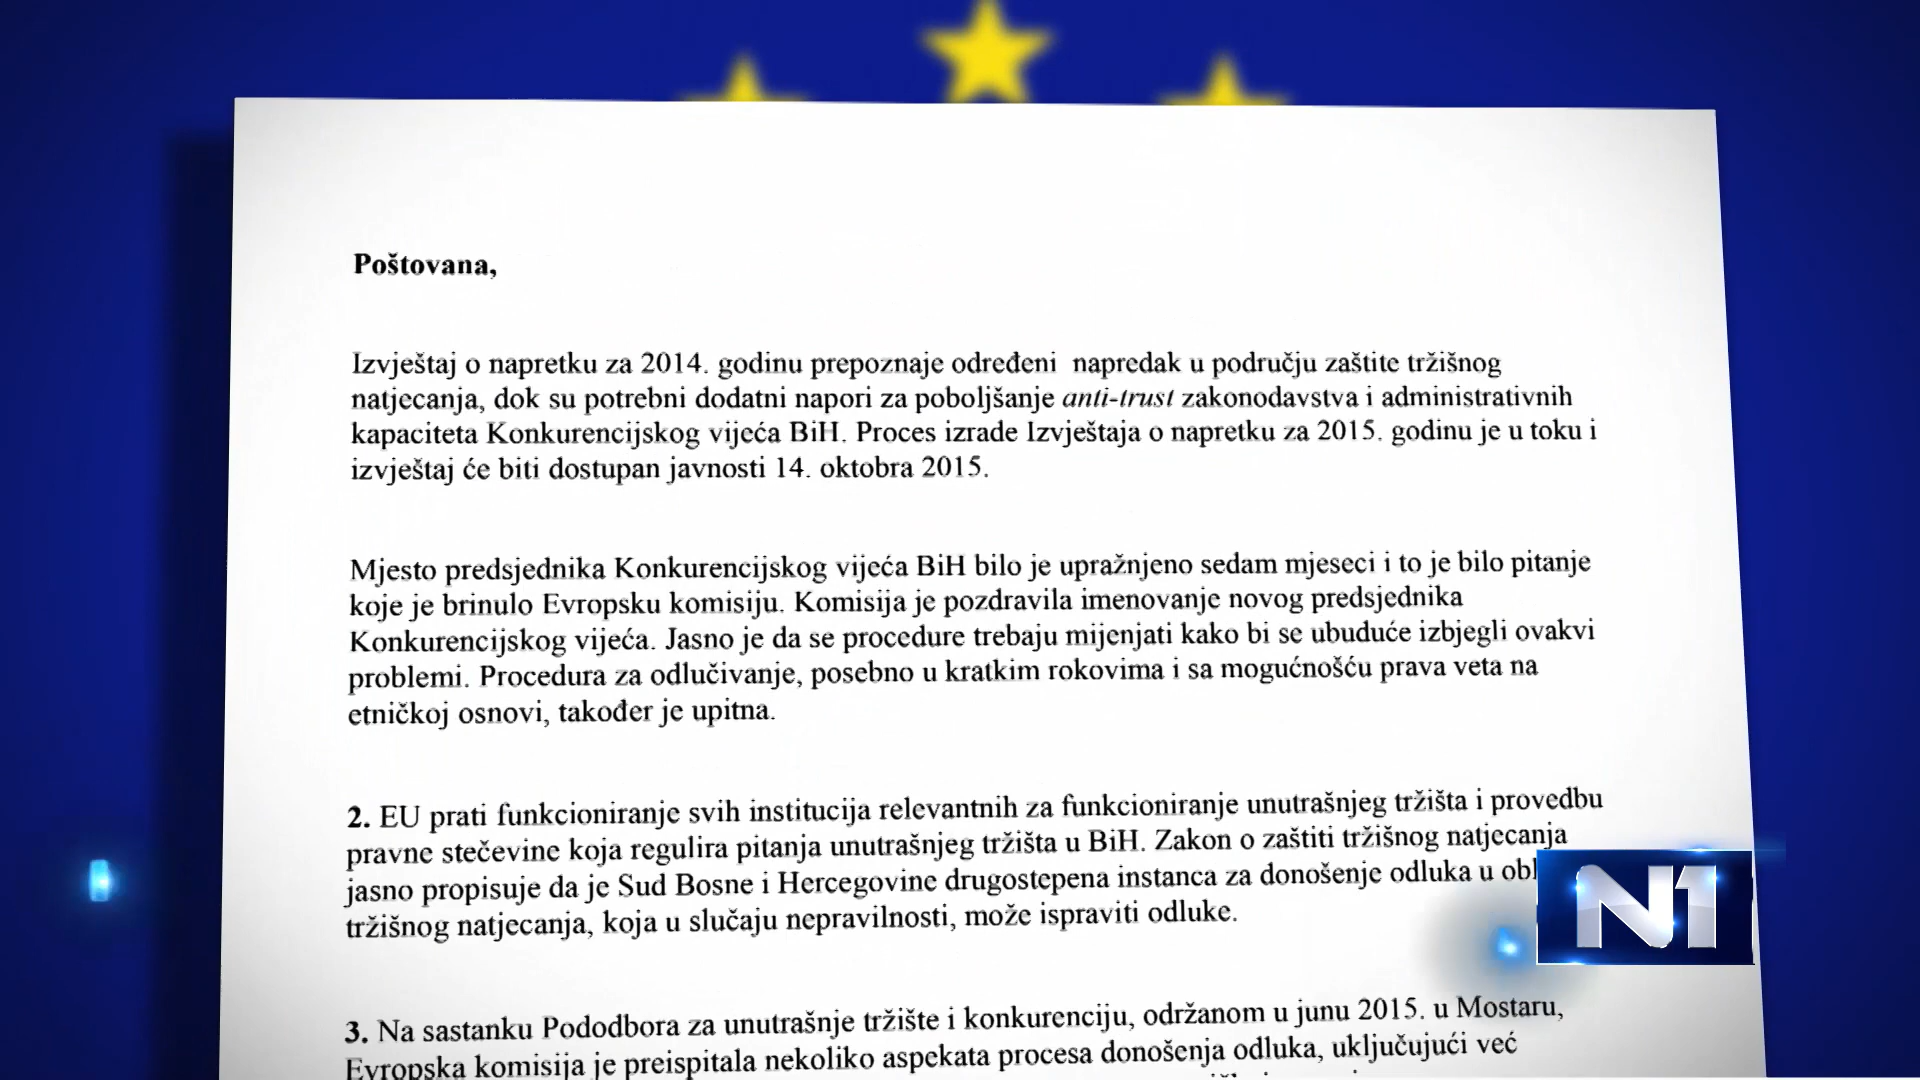 Poštovana,
Izvještaj o napretku za 2014. godinu prepoznaje određeni napredak u području zaštite tržišnog
natjecanja, dok su potrebni dodatni napori za poboljšanje anti-trust zakonodavstva i administrativnih
kapaciteta Konkurencijskog vijeća BiH. Proces izrade Izvještaja o napretku za 2015. godinu je u toku i
izvještaj će biti dostupan javnosti 14. oktobra 2015.
Mjesto predsjednika Konkurencijskog vijeća BiH bilo je upražnjeno sedam mjeseci i to je bilo pitanje
koje je brinulo Evropsku komisiju. Komisija je pozdravila imenovanje novog predsjednika
Konkurencijskog vijeća. Jasno je da se procedure trebaju mijenjati kako bi se ubuduće izbjegli ovakvi
problemi. Procedura za odlučivanje, posebno u kratkim rokovima i sa mogućnošću prava veta na
etničkoj osnovi, također je upitna.
2. EU prati funkcioniranje svih institucija relevantnih za funkcioniranje unutrašnjeg tržišta i provedbu
pravne stečevine koja regulira pitanja unutrašnjeg tržišta u BiH. Zakon o zaštiti tržišnog natjecanja
jasno propisuje da je Sud Bosne i Hercegovine drugostepena instanca za donošenje odluka u
tržišnog natjecanja, koja u slučaju nepravilnosti, može ispraviti odluke.
3. Na sastanku Pododbora za unutrašnje tržište i konkurenciju, održanom u junu 2015. u Mostaru,
Evropska komisija je preispitala nekoliko aspekata procesa donošenja odluka, uključujući već
N1